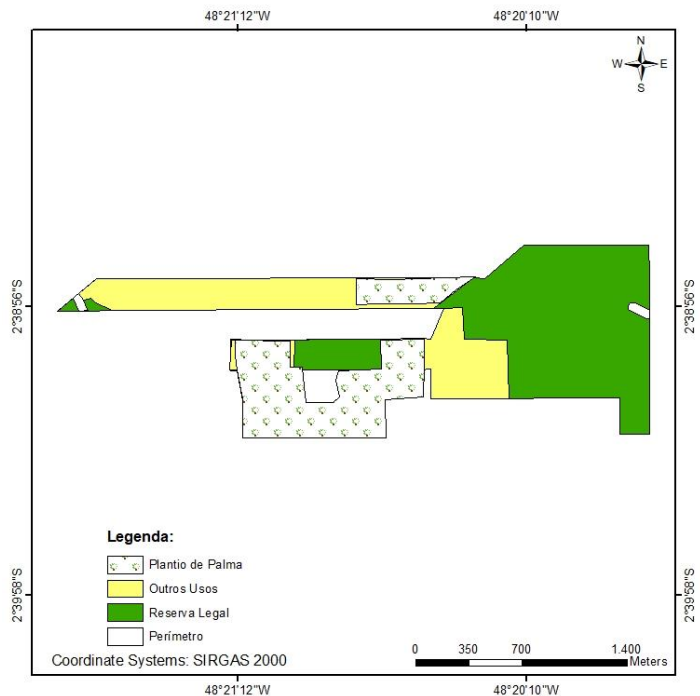 48°21'12"W
48°20'10"W
N
W
E
S
2°38'56"S
2°38'56"S
Legenda:
Plantio de Palma
Outros Usos
Reserva Legal
Perímetro
2°39'58"S
2°39'58"S
Coordinate Systems: SIRGAS 2000
0 350 700 1.400
Meters
48°21'12"W
48°20'10"W